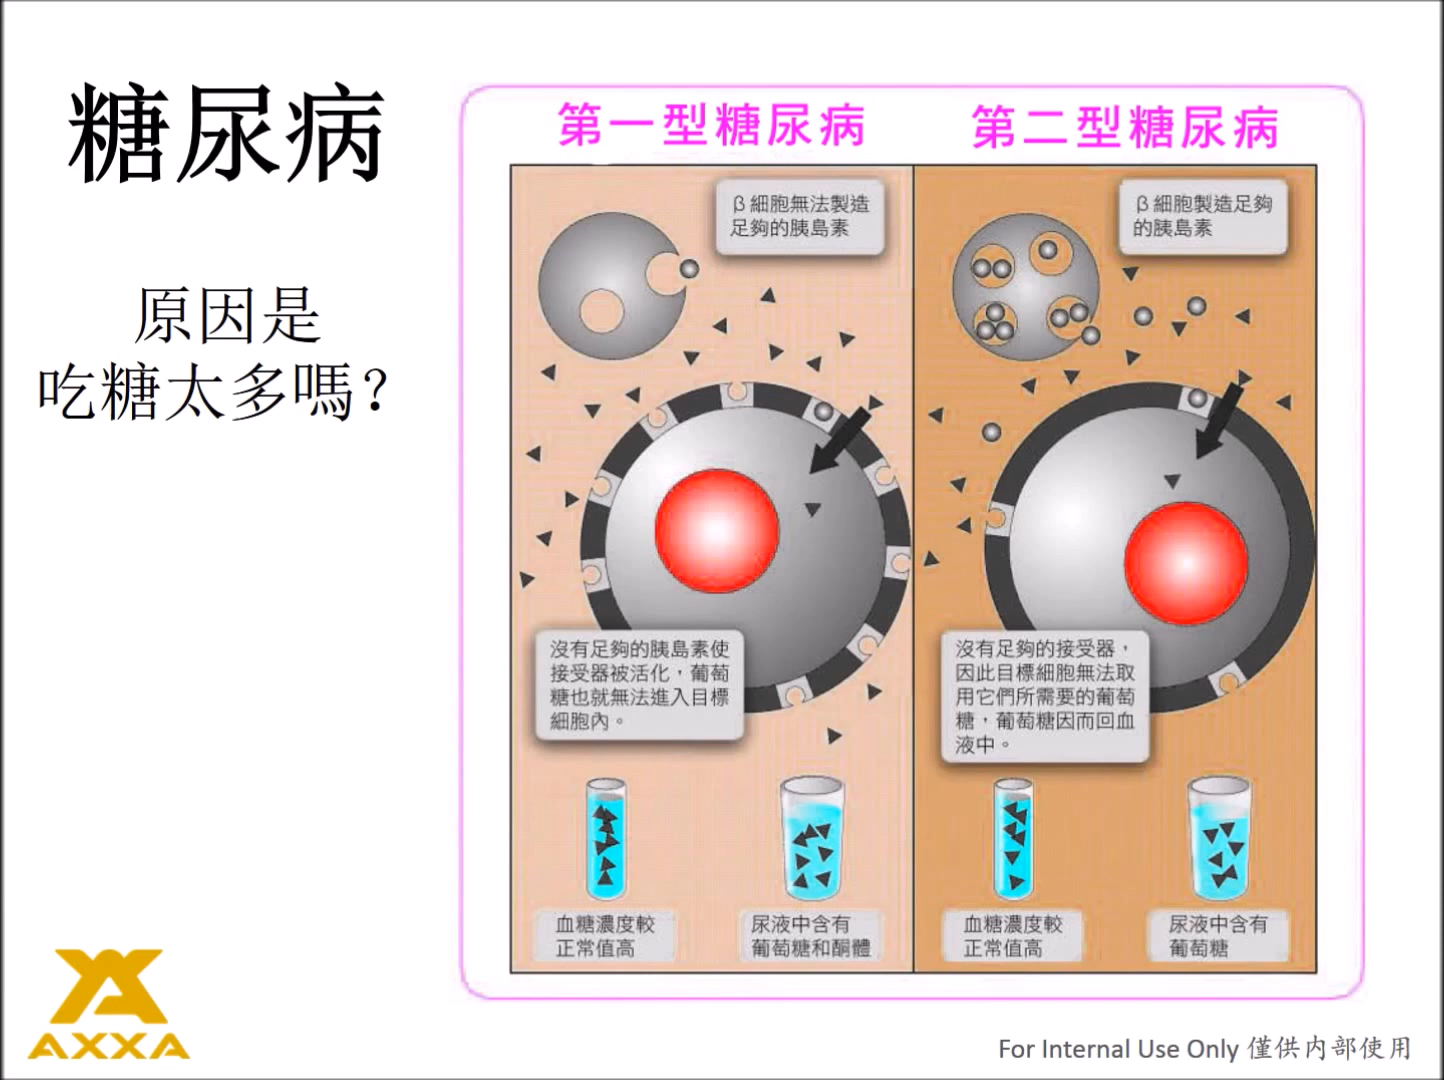 糖尿病
原因是
吃糖太多嗎?
第一型糖尿病
β細胞無法製造
足夠的胰島素
沒有足夠的胰島素使
接受器被活化，葡萄
糖也就無法進入目標
細胞內。
血糖濃度較
正常值高
尿液中含有
葡萄糖和酮體
第二型糖尿病
β細胞製造足夠
的胰島素
沒有足夠的接受器，
因此目標細胞無法取
用它們所需要的葡萄
糖，葡萄糖因而回血
液中。
血糖濃度較
正常值高
尿液中含有
葡萄糖
AXXA
For Internal Use Only 僅供內部使用